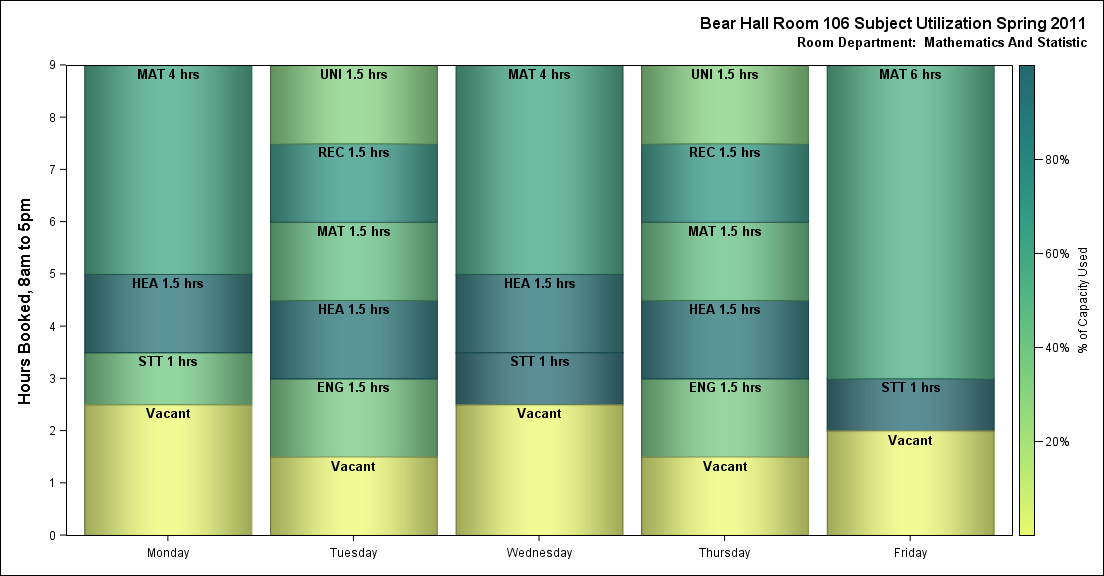 Bear Hall Room 106 Subject Utilization Spring 2011
Room Department: Mathematics And Statistic
Hours Booked, 8am to 5pm
9
8
7
6
5
4
3
2
1
0
MAT 4 hrs
HEA 1.5 hrs
STT 1 hrs
Vacant
Monday
UNI 1.5 hrs
REC 1.5 hrs
MAT 1.5 hrs
HEA 1.5 hrs
ENG 1.5 hrs
Vacant
Tuesday
MAT 4 hrs
HEA 1.5 hrs
STT 1 hrs
Vacant
Wednesday
UNI 1.5 hrs
REC 1.5 hrs
MAT 1.5 hrs
HEA 1.5 hrs
ENG 1.5 hrs
Vacant
Thursday
MAT 6 hrs
STT 1 hrs
Vacant
Friday
80%
60%
40%
20%
% of Capacity Used